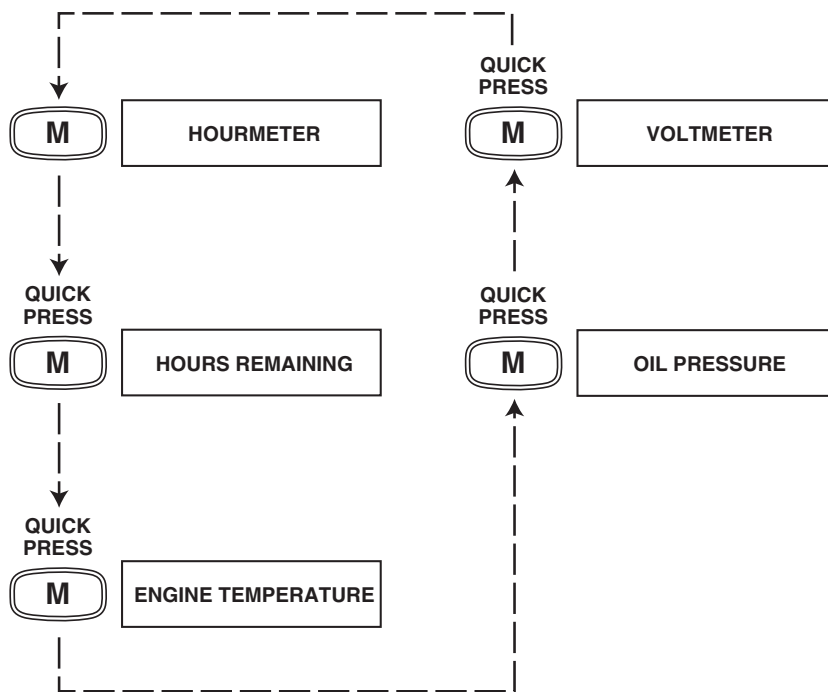 M
HOURMETER
QUICK
PRESS
M
HOURS REMAINING
QUICK
PRESS
M
ENGINE TEMPERATURE
QUICK
PRESS
M
OIL PRESSURE
QUICK
PRESS
M
VOLTMETER